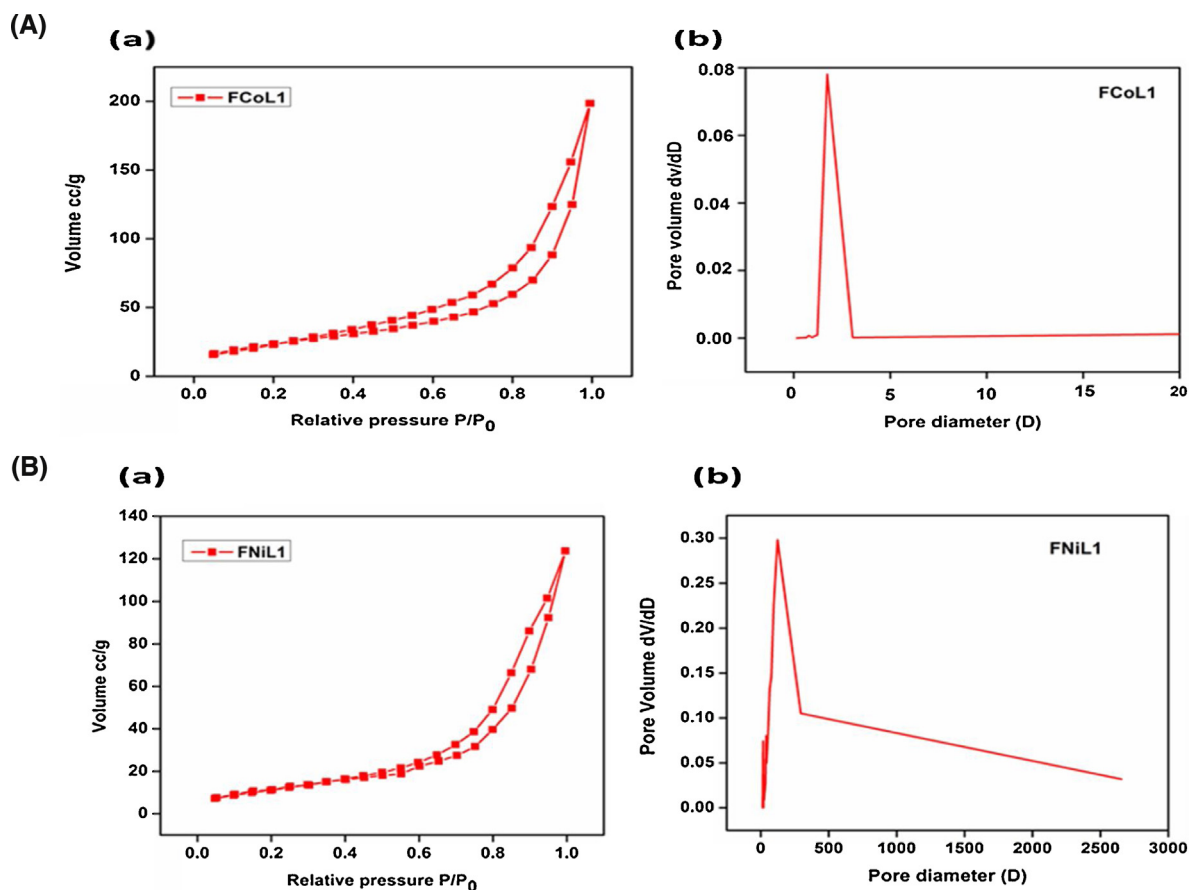 (A)
(a)
FCoL1
200
150
100
50
0
Volume cc/g
0.0 0.2 0.4 0.6 0.8 1.0
Relative pressure P/P0
(b)
FCoL1
0.08
0.06
0.04
0.02
0.00
Pore volume dv/dD
0 5 10 15 20
Pore diameter (D)
(B)
(a)
FNiL1
140
120
100
80
60
40
20
0
Volume cc/g
0.0 0.2 0.4 0.6 0.8 1.0
Relative pressure P/P0
(b)
FNiL1
0.30
0.25
0.20
0.15
0.10
0.05
0.00
Pore Volume dV/dD
0 500 1000 1500 2000 2500 3000
Pore diameter (D)